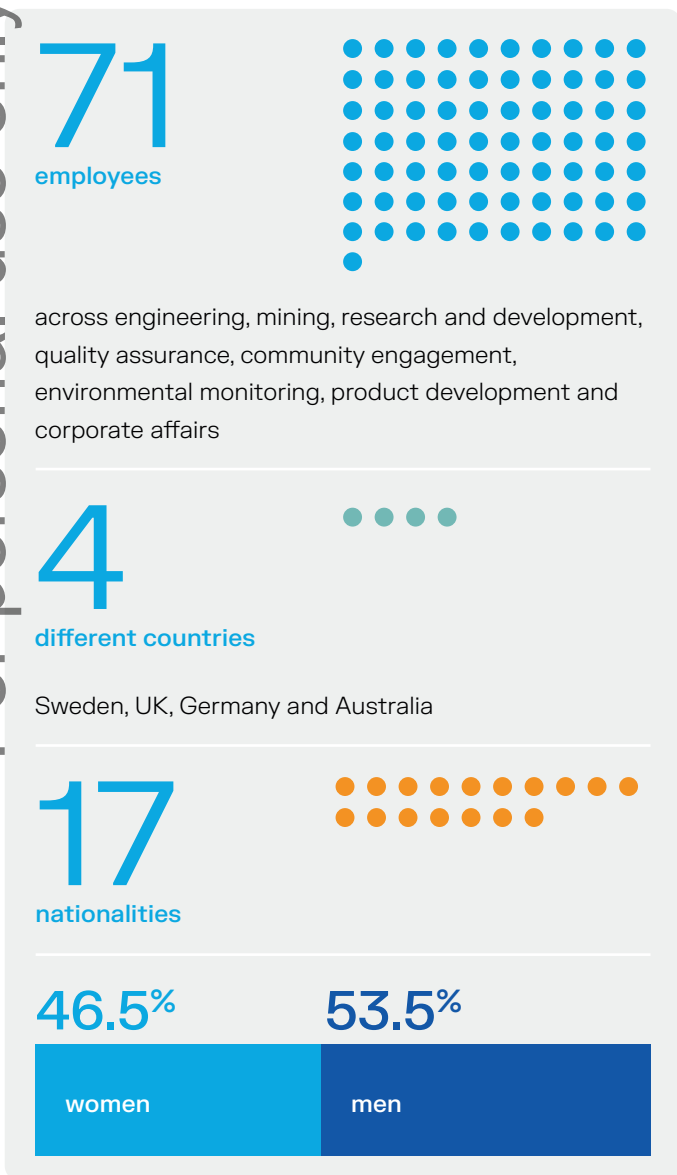 71
employees
across engineering, mining, research and development,
quality assurance, community engagement,
environmental monitoring, product development and
corporate affairs
4
different countries
Sweden, UK, Germany and Australia
17
nationalities
46.5% 53.5%
women men